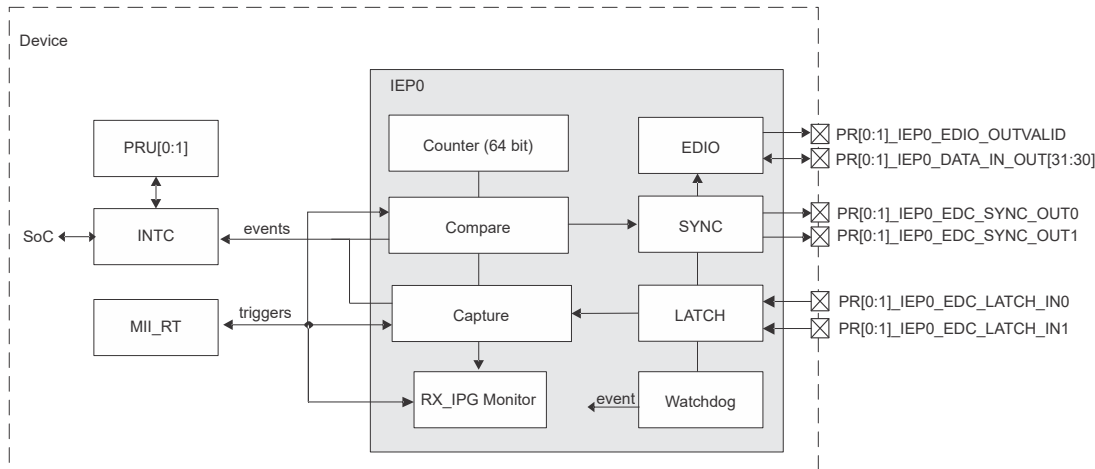 Device
IEP0
PRU[0:1]
Counter (64 bit)
EDIO
PR[0:1]_IEP0_EDIO_OUTVALID
PR[0:1]_IEP0_DATA_IN_OUT[31:30]
SoC
INTC
events
Compare
SYNC
PR[0:1]_IEP0_EDC_SYNC_OUT0
PR[0:1]_IEP0_EDC_SYNC_OUT1
MII_RT
triggers
Capture
LATCH
PR[0:1]_IEP0_EDC_LATCH_IN0
PR[0:1]_IEP0_EDC_LATCH_IN1
RX_IPG Monitor
event
Watchdog